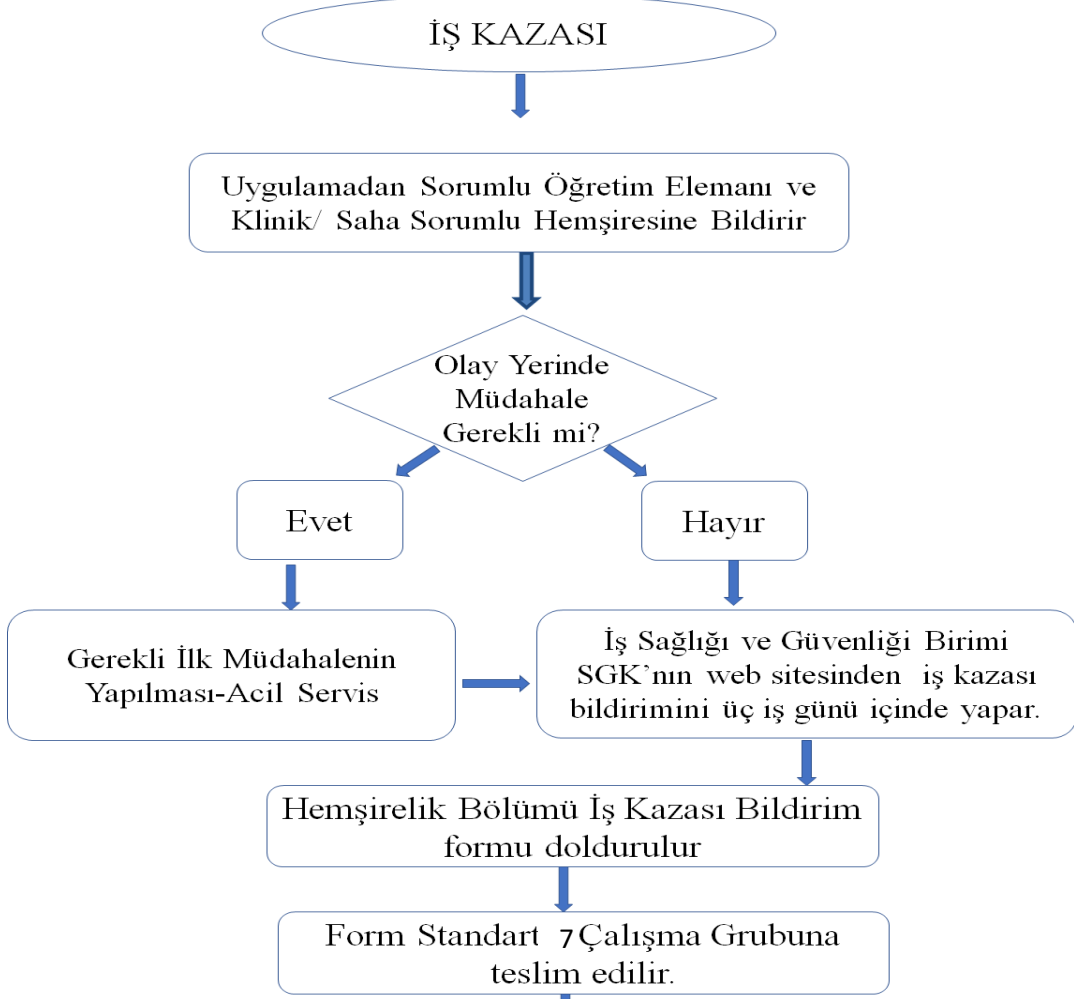 İŞ KAZASI
Uygulamadan Sorumlu Öğretim Elemanı ve
Klinik/ Saha Sorumlu Hemşiresine Bildirir
Olay Yerinde
Müdahale
Gerekli mi?
Evet
Hayır
Gerekli İlk Müdahalenin
Yapılması-Acil Servis
İş Sağlığı ve Güvenliği Birimi
SGK’nın web sitesinden iş kazası
bildirimini üç iş günü içinde yapar.
Hemşirelik Bölümü İş Kazası Bildirim
formu doldurulur
Form Standart 7 Çalışma Grubuna
teslim edilir.